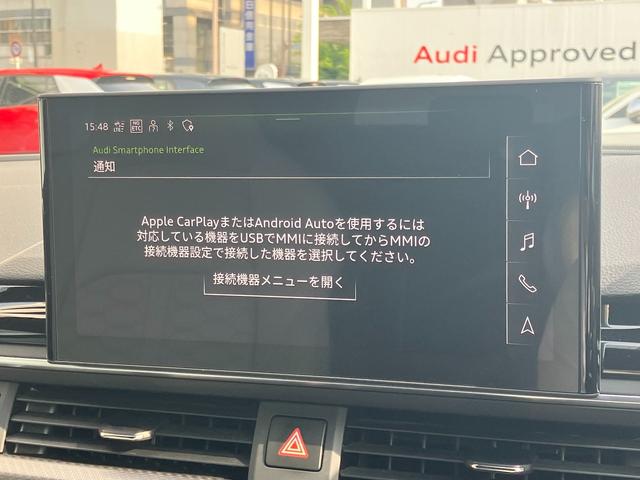 Audi Approved
15:48
NO
ETC
Audi Smartphone Interface
通知
Apple CarPlayまたはAndroid Autoを使用するには
対応している機器をUSBでMMIに接続してからMMIの
接続機器設定で接続した機器を選択してください。
接続機器メニューを開く